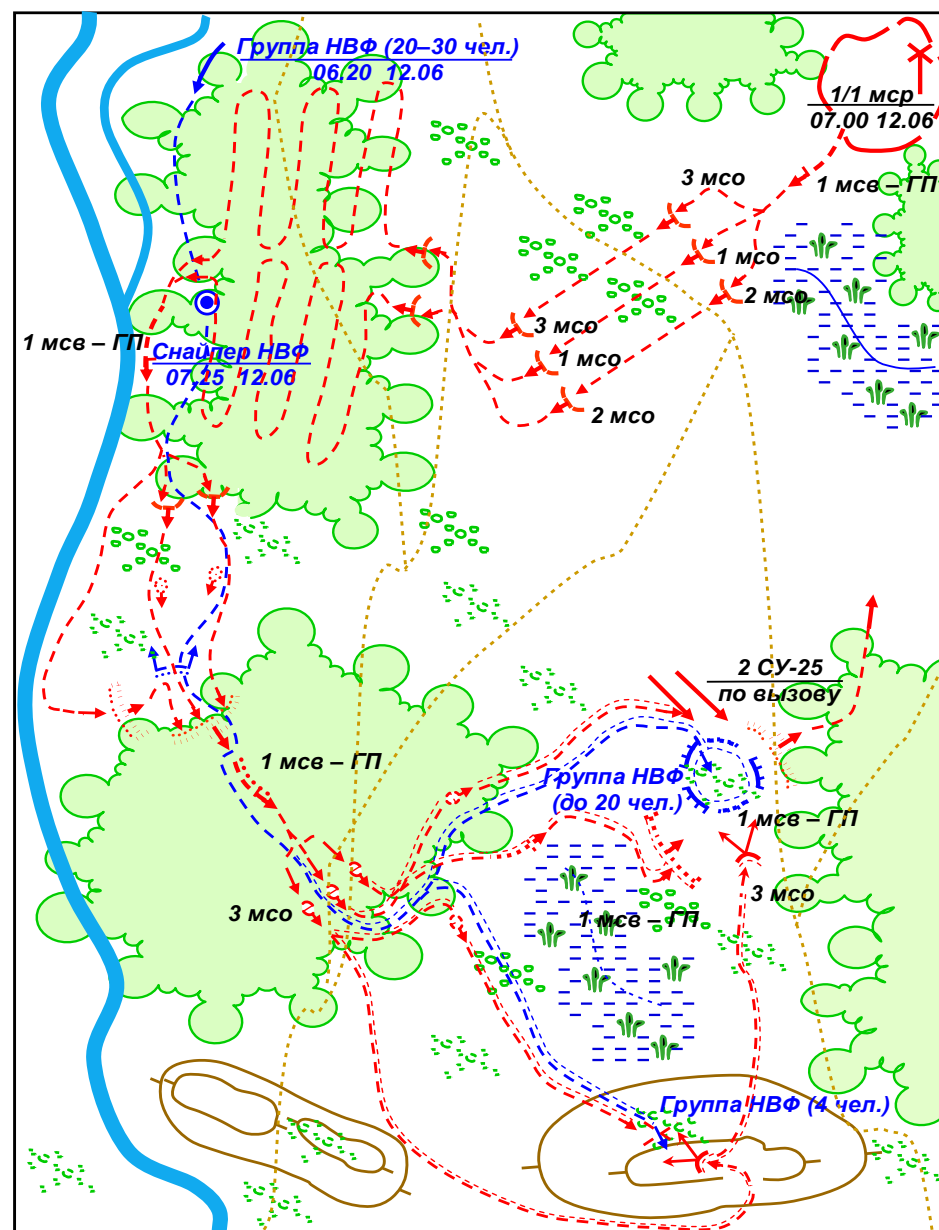 Группа НВФ (20–30 чел.)
06.20 12.06
1/1 мср
07.00 12.06
3 мсо
1 мсв – ГП
1 мсо
2 мсо
3 мсо
1 мсв – ГП
Снайпер НВФ
07.25 12.06
1 мсо
2 мсо
2 СУ-25
по вызову
1 мсв – ГП
Группа НВФ
(до 20 чел.)
1 мсв – ГП
3 мсо
3 мсо
1 мсв – ГП
Группа НВФ (4 чел.)